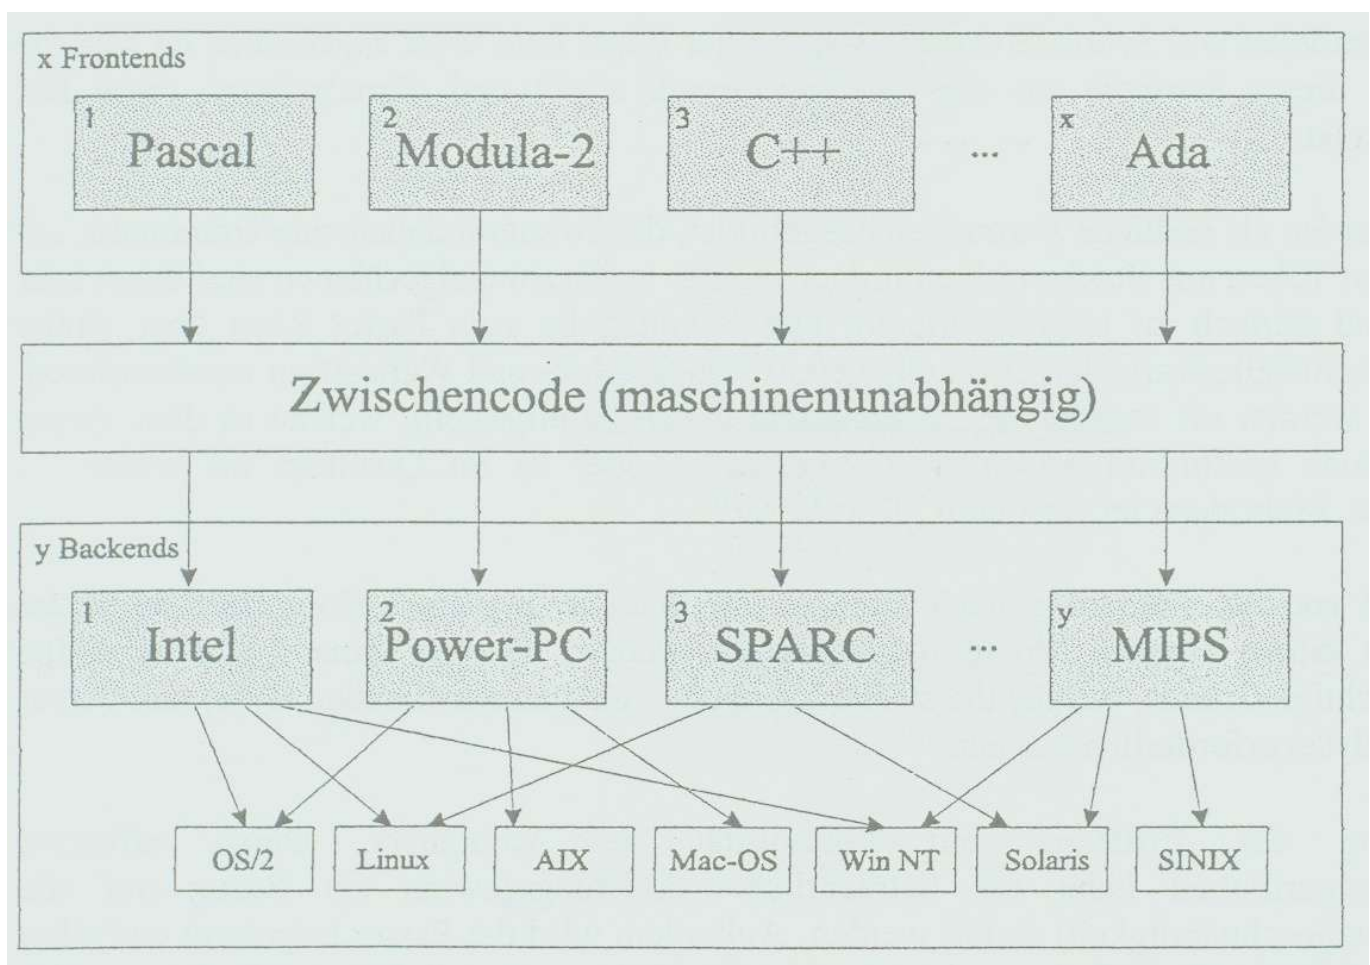 x Frontends
1
Pascal
2
Modula-2
3
C++
...
x
Ada
Zwischencode (maschinenunabhängig)
y Backends
1
Intel
2
Power-PC
3
SPARC
...
y
MIPS
OS/2
Linux
AIX
Mac-OS
Win NT
Solaris
SINIX